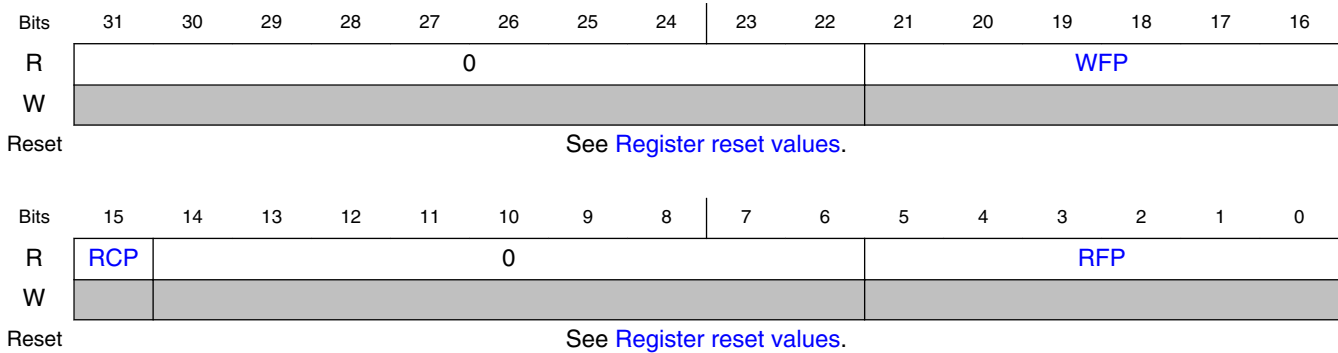 Bits 31 30 29 28 27 26 25 24 23 22 21 20 19 18 17 16
R 0 WFP
W
Reset See Register reset values.
Bits 15 14 13 12 11 10 9 8 7 6 5 4 3 2 1 0
R RCP 0 RFP
W
Reset See Register reset values.